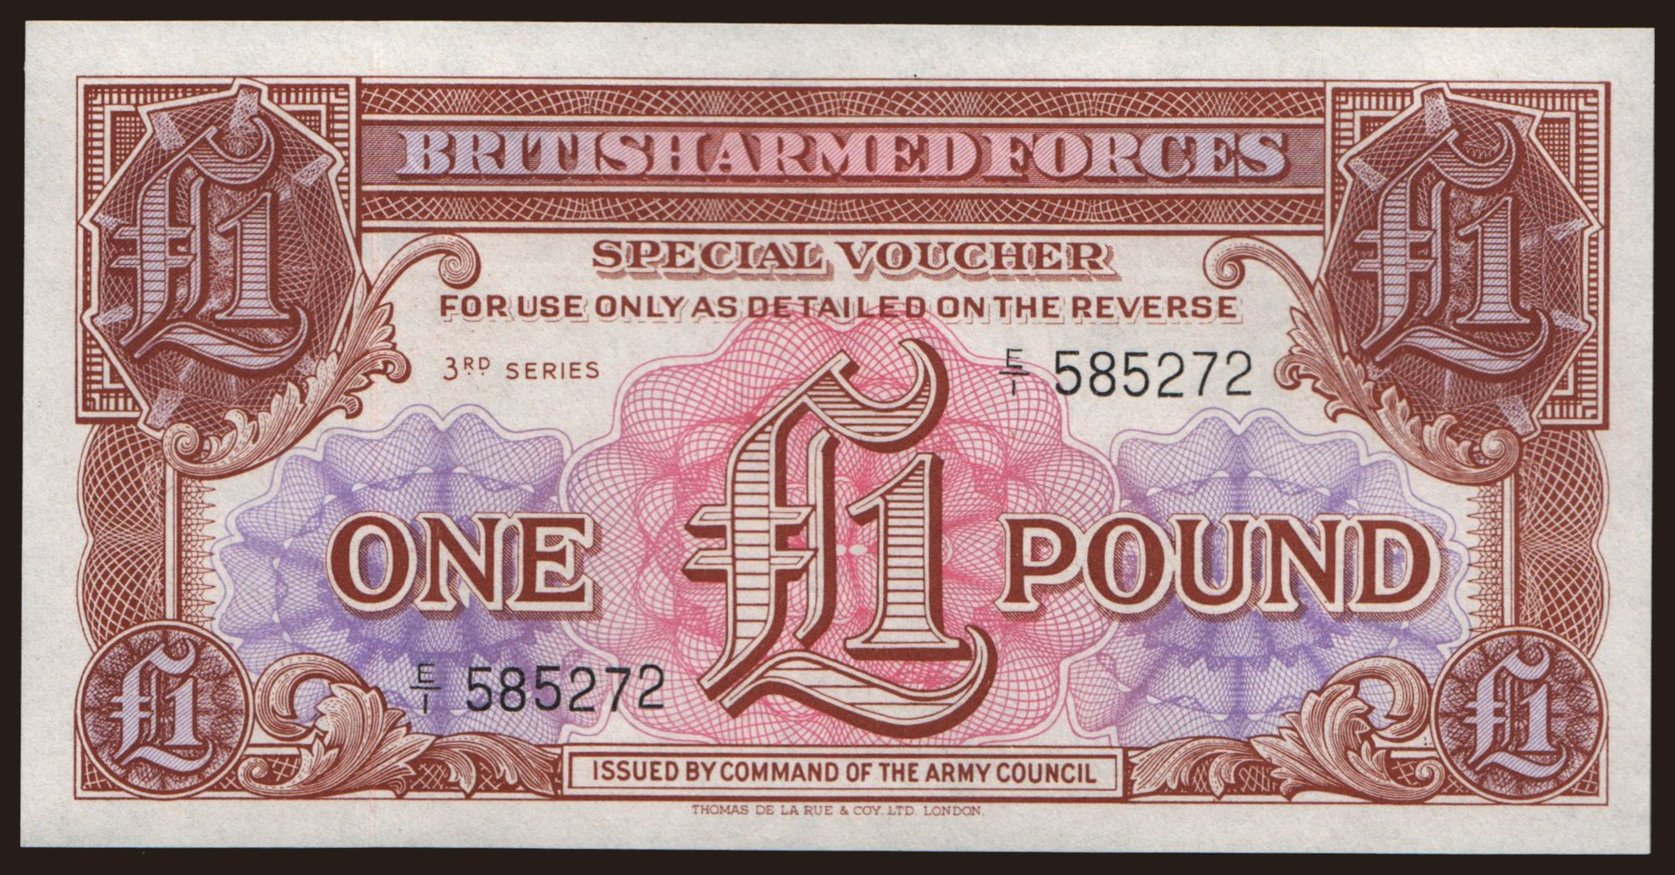 £1 BRITISH ARMED FORCES £1
SPECIAL VOUCHER
FOR USE ONLY AS DETAILED ON THE REVERSE
3RD SERIES E/1 585272
ONE £1 POUND
E/1 585272
£1 ISSUED BY COMMAND OF THE ARMY COUNCIL £1
THOMAS DE LA RUE & COY. LTD. LONDON.